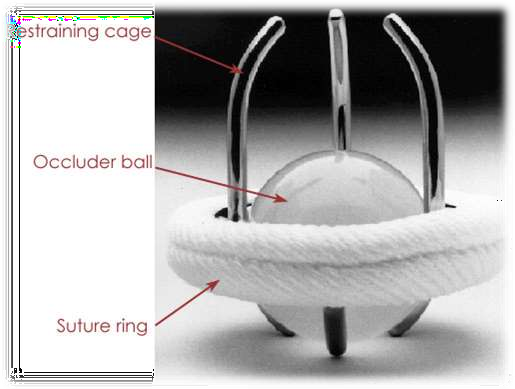 estraining cage
Occluder ball
Suture ring